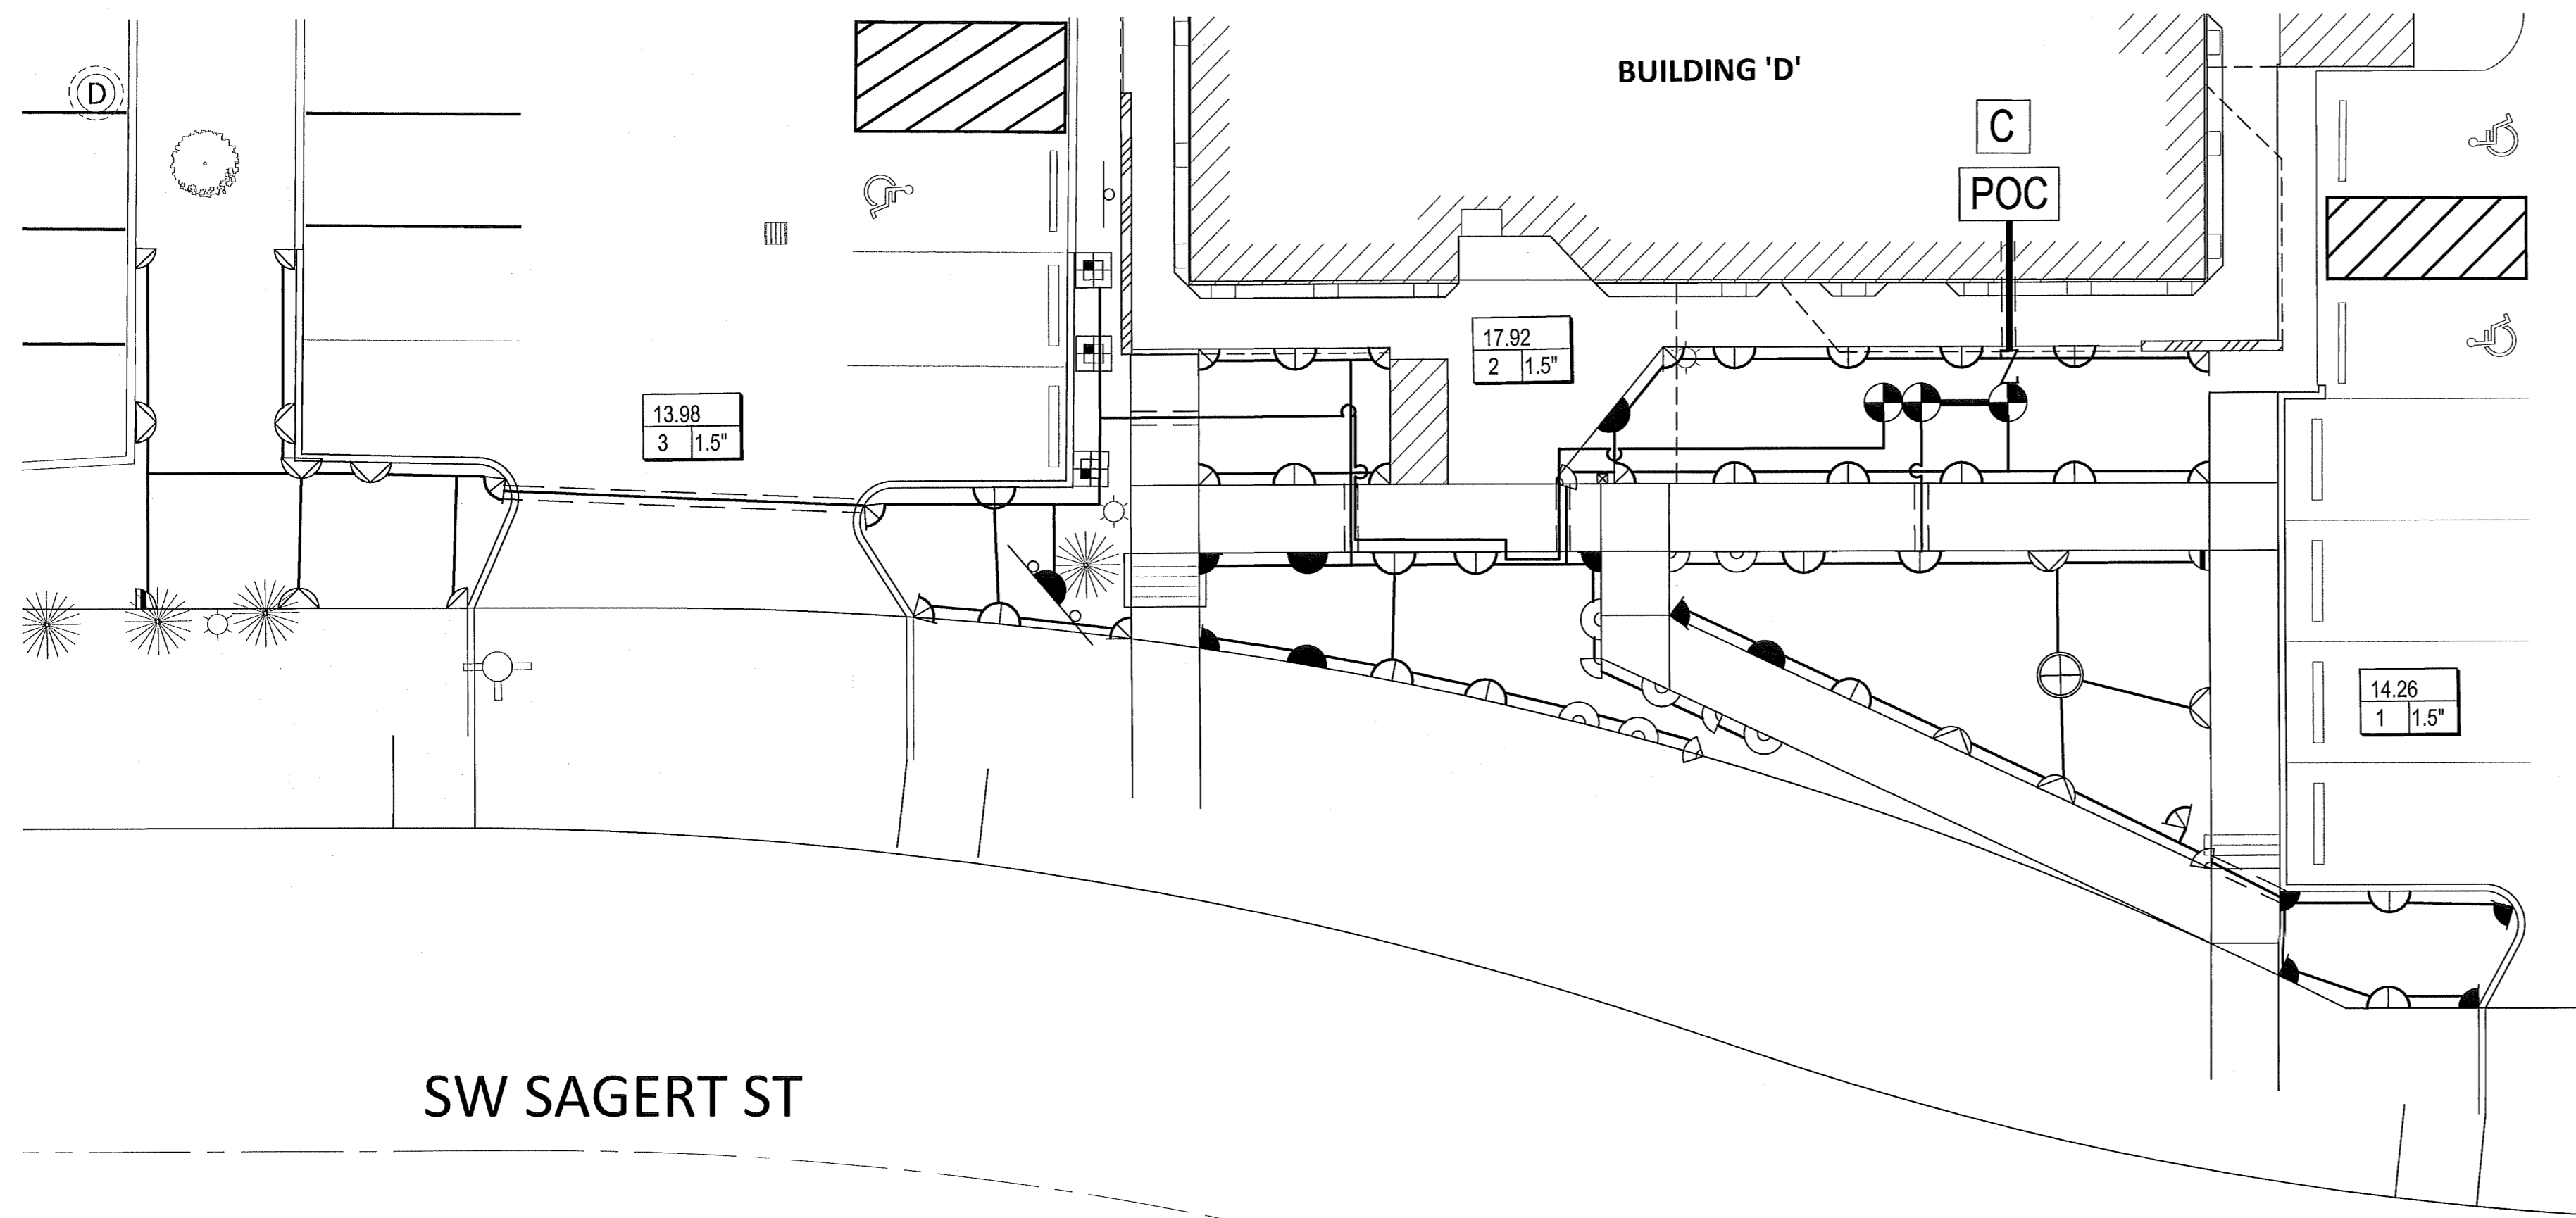 BUILDING 'D'
D
C
POC
17.92
2 1.5"
13.98
3 1.5"
14.26
1 1.5"
SW SAGERT ST